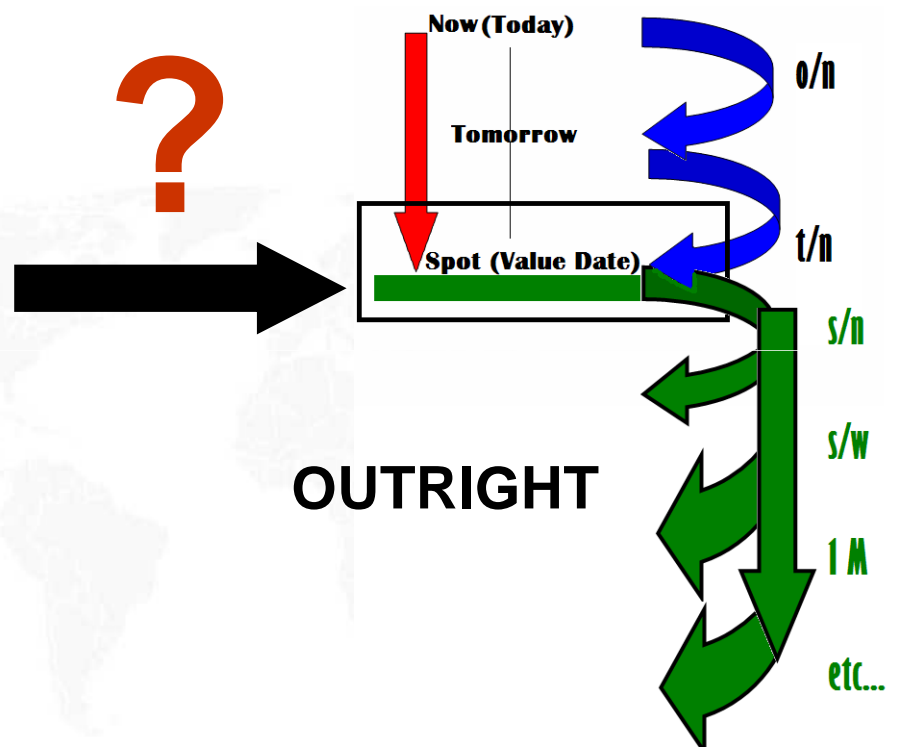 Now (Today)
?
o/n
Tomorrow
t/n
Spot (Value Date)
s/n
s/w
OUTRIGHT
1 M
etc...